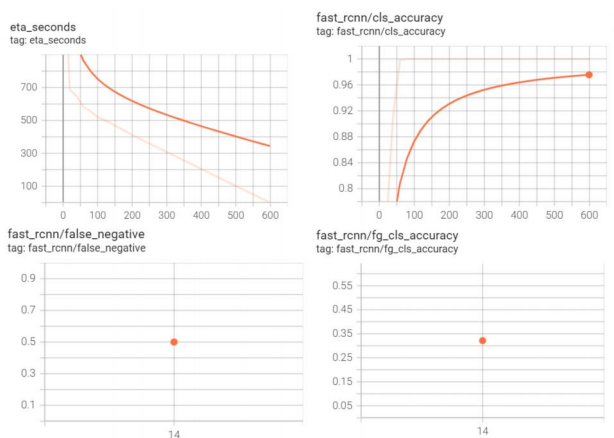 eta_seconds
tag: eta_seconds
700
500
300
100
0 100 200 300 400 500 600
fast_rcnn/cls_accuracy
tag: fast_rcnn/cls_accuracy
1
0.96
0.92
0.88
0.84
0.8
0 100 200 300 400 500 600
fast_rcnn/false_negative
tag: fast_rcnn/false_negative
0.9
0.7
0.5
0.3
0.1
14
fast_rcnn/fg_cls_accuracy
tag: fast_rcnn/fg_cls_accuracy
0.55
0.45
0.35
0.25
0.15
0.05
14